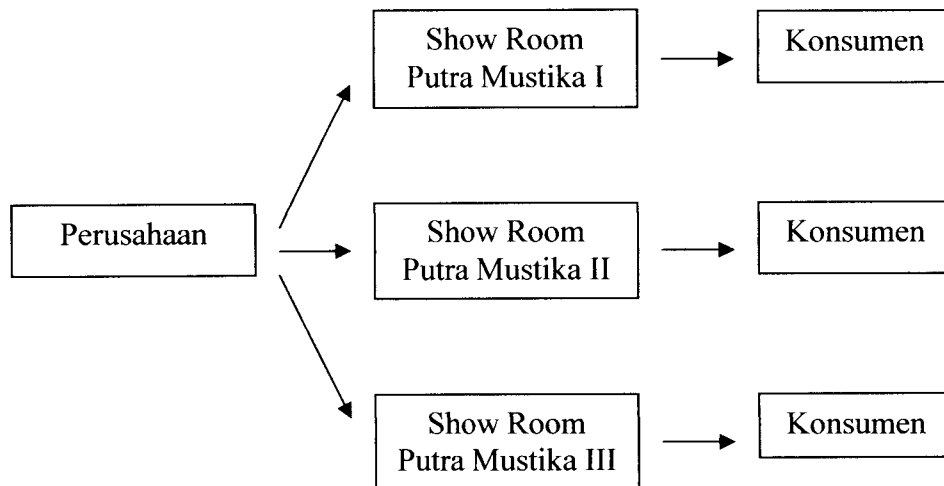 Show Room
Putra Mustika I
Konsumen
Perusahaan
Show Room
Putra Mustika II
Konsumen
Show Room
Putra Mustika III
Konsumen